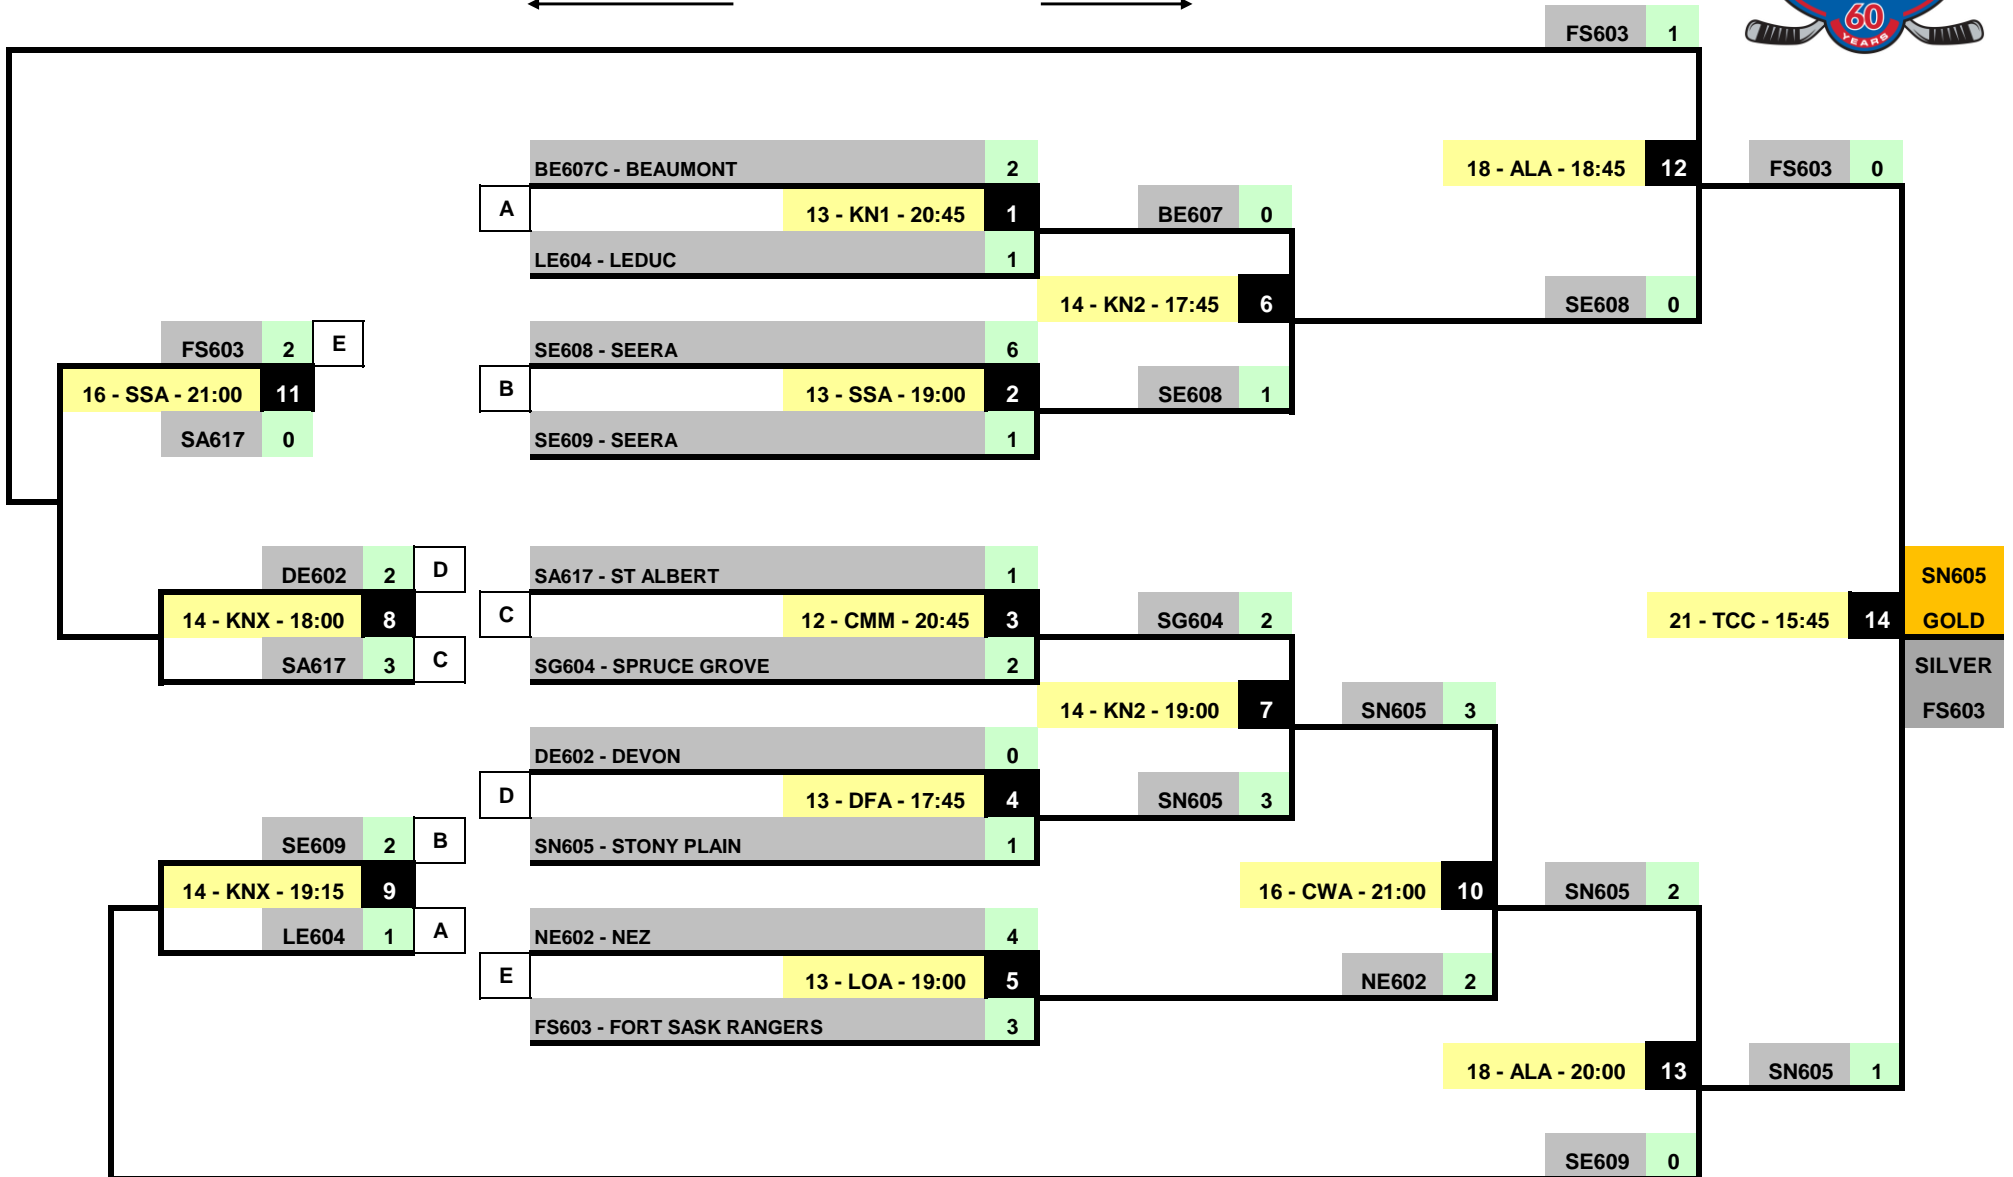 FS603 1
60
YEARS
BE607C - BEAUMONT 2
18 - ALA - 18:45 12 FS603 0
A 13 - KN1 - 20:45 1 BE607 0
LE604 - LEDUC 1
14 - KN2 - 17:45 6 SE608 0
FS603 2 E SE608 - SEERA 6
16 - SSA - 21:00 11 B 13 - SSA - 19:00 2 SE608 1
SA617 0 SE609 - SEERA 1
DE602 2 D SA617 - ST ALBERT 1 SN605
14 - KNX - 18:00 8 C 12 - CMM - 20:45 3 SG604 2 21 - TCC - 15:45 14 GOLD
SA617 3 C SG604 - SPRUCE GROVE 2 SILVER
14 - KN2 - 19:00 7 SN605 3 FS603
DE602 - DEVON 0
D 13 - DFA - 17:45 4 SN605 3
SE609 2 B SN605 - STONY PLAIN 1
14 - KNX - 19:15 9 16 - CWA - 21:00 10 SN605 2
LE604 1 A NE602 - NEZ 4
E 13 - LOA - 19:00 5 NE602 2
FS603 - FORT SASK RANGERS 3
18 - ALA - 20:00 13 SN605 1
SE609 0